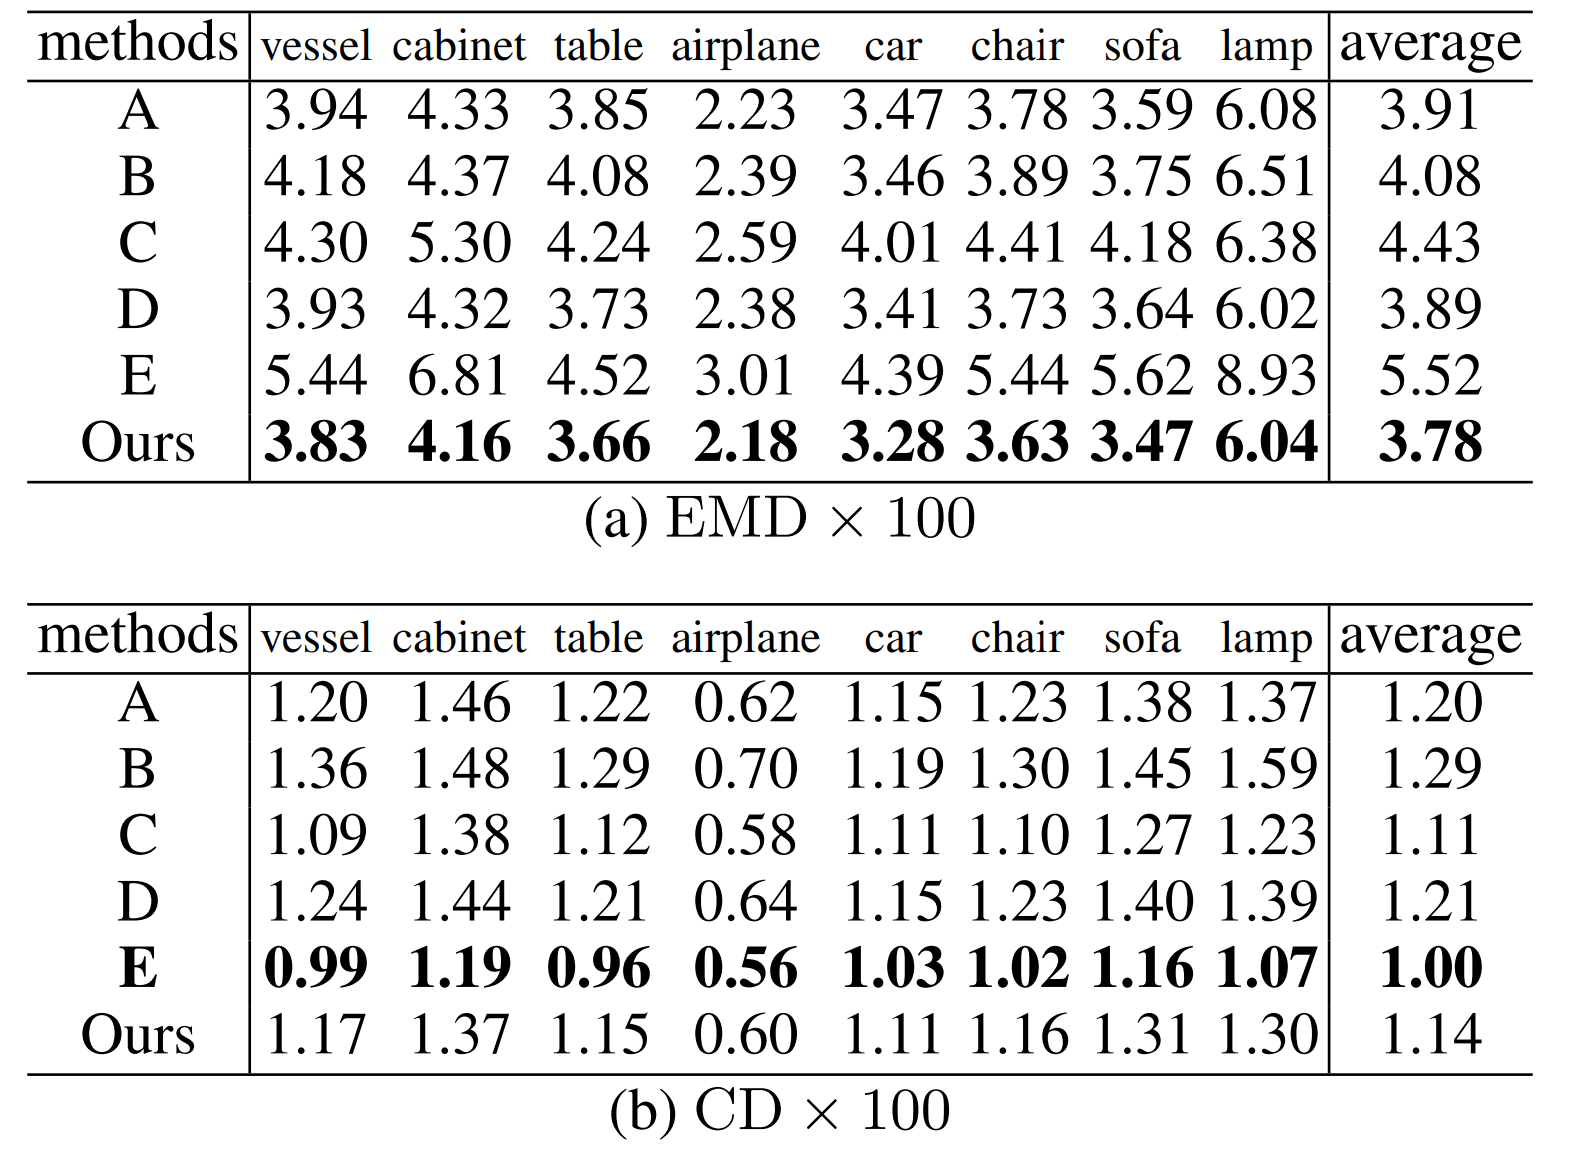 methods vessel cabinet table airplane car chair sofa lamp average
A 3.94 4.33 3.85 2.23 3.47 3.78 3.59 6.08 3.91
B 4.18 4.37 4.08 2.39 3.46 3.89 3.75 6.51 4.08
C 4.30 5.30 4.24 2.59 4.01 4.41 4.18 6.38 4.43
D 3.93 4.32 3.73 2.38 3.41 3.73 3.64 6.02 3.89
E 5.44 6.81 4.52 3.01 4.39 5.44 5.62 8.93 5.52
Ours 3.83 4.16 3.66 2.18 3.28 3.63 3.47 6.04 3.78
(a) EMD × 100
methods vessel cabinet table airplane car chair sofa lamp average
A 1.20 1.46 1.22 0.62 1.15 1.23 1.38 1.37 1.20
B 1.36 1.48 1.29 0.70 1.19 1.30 1.45 1.59 1.29
C 1.09 1.38 1.12 0.58 1.11 1.10 1.27 1.23 1.11
D 1.24 1.44 1.21 0.64 1.15 1.23 1.40 1.39 1.21
E 0.99 1.19 0.96 0.56 1.03 1.02 1.16 1.07 1.00
Ours 1.17 1.37 1.15 0.60 1.11 1.16 1.31 1.30 1.14
(b) CD × 100